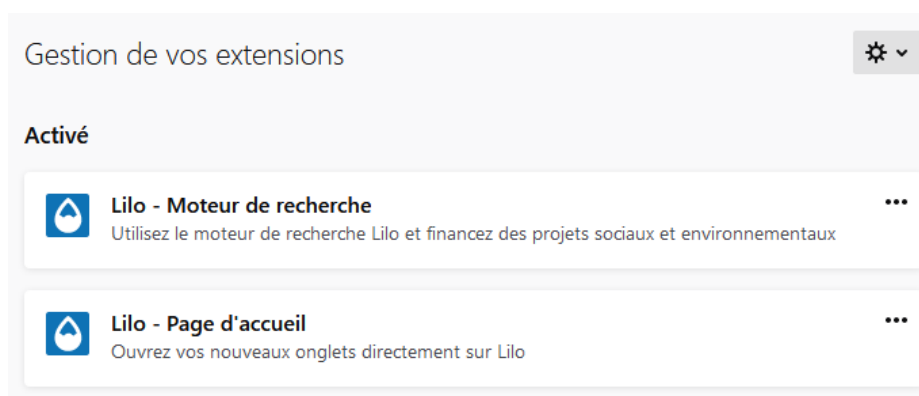 Gestion de vos extensions
Activé
Lilo - Moteur de recherche
Utilisez le moteur de recherche Lilo et financez des projets sociaux et environnementaux
Lilo - Page d'accueil
Ouvrez vos nouveaux onglets directement sur Lilo